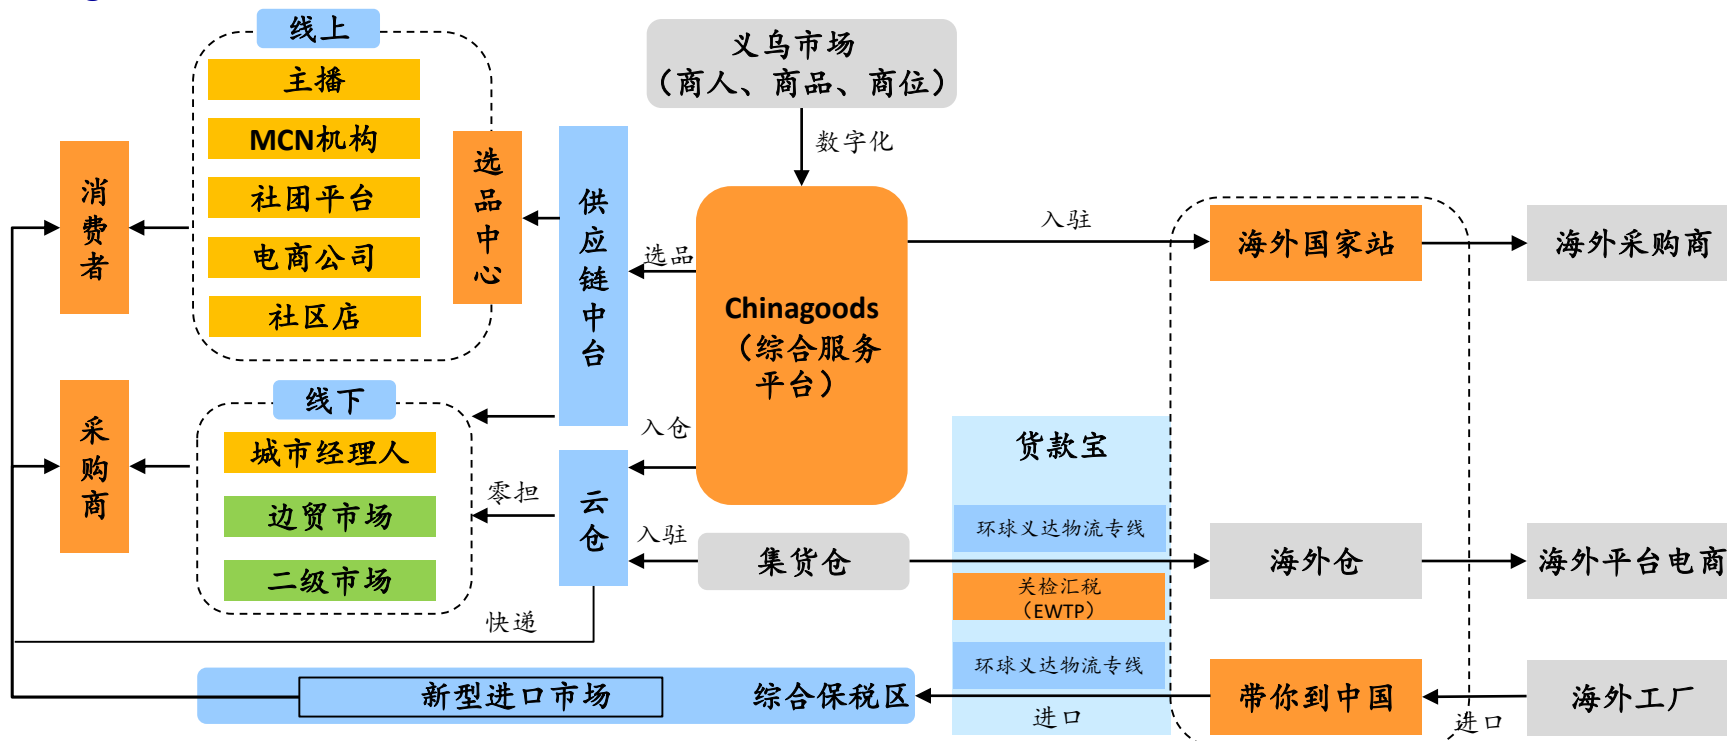 线上
主播
MCN机构
社团平台
电商公司
社区店
消
费
者
选
品
中
心
供
应
链
中
台
选品
义乌市场
（商人、商品、商位）
数字化
Chinagoods
（综合服务
平台）
入驻
海外国家站
海外采购商
采
购
商
线下
城市经理人
边贸市场
二级市场
零担
云
仓
入仓
入驻
集货仓
快递
货款宝
环球义达物流专线
关检汇税
（EWTP）
环球义达物流专线
进口
海外仓
海外平台电商
新型进口市场
综合保税区
带你到中国
进口
海外工厂